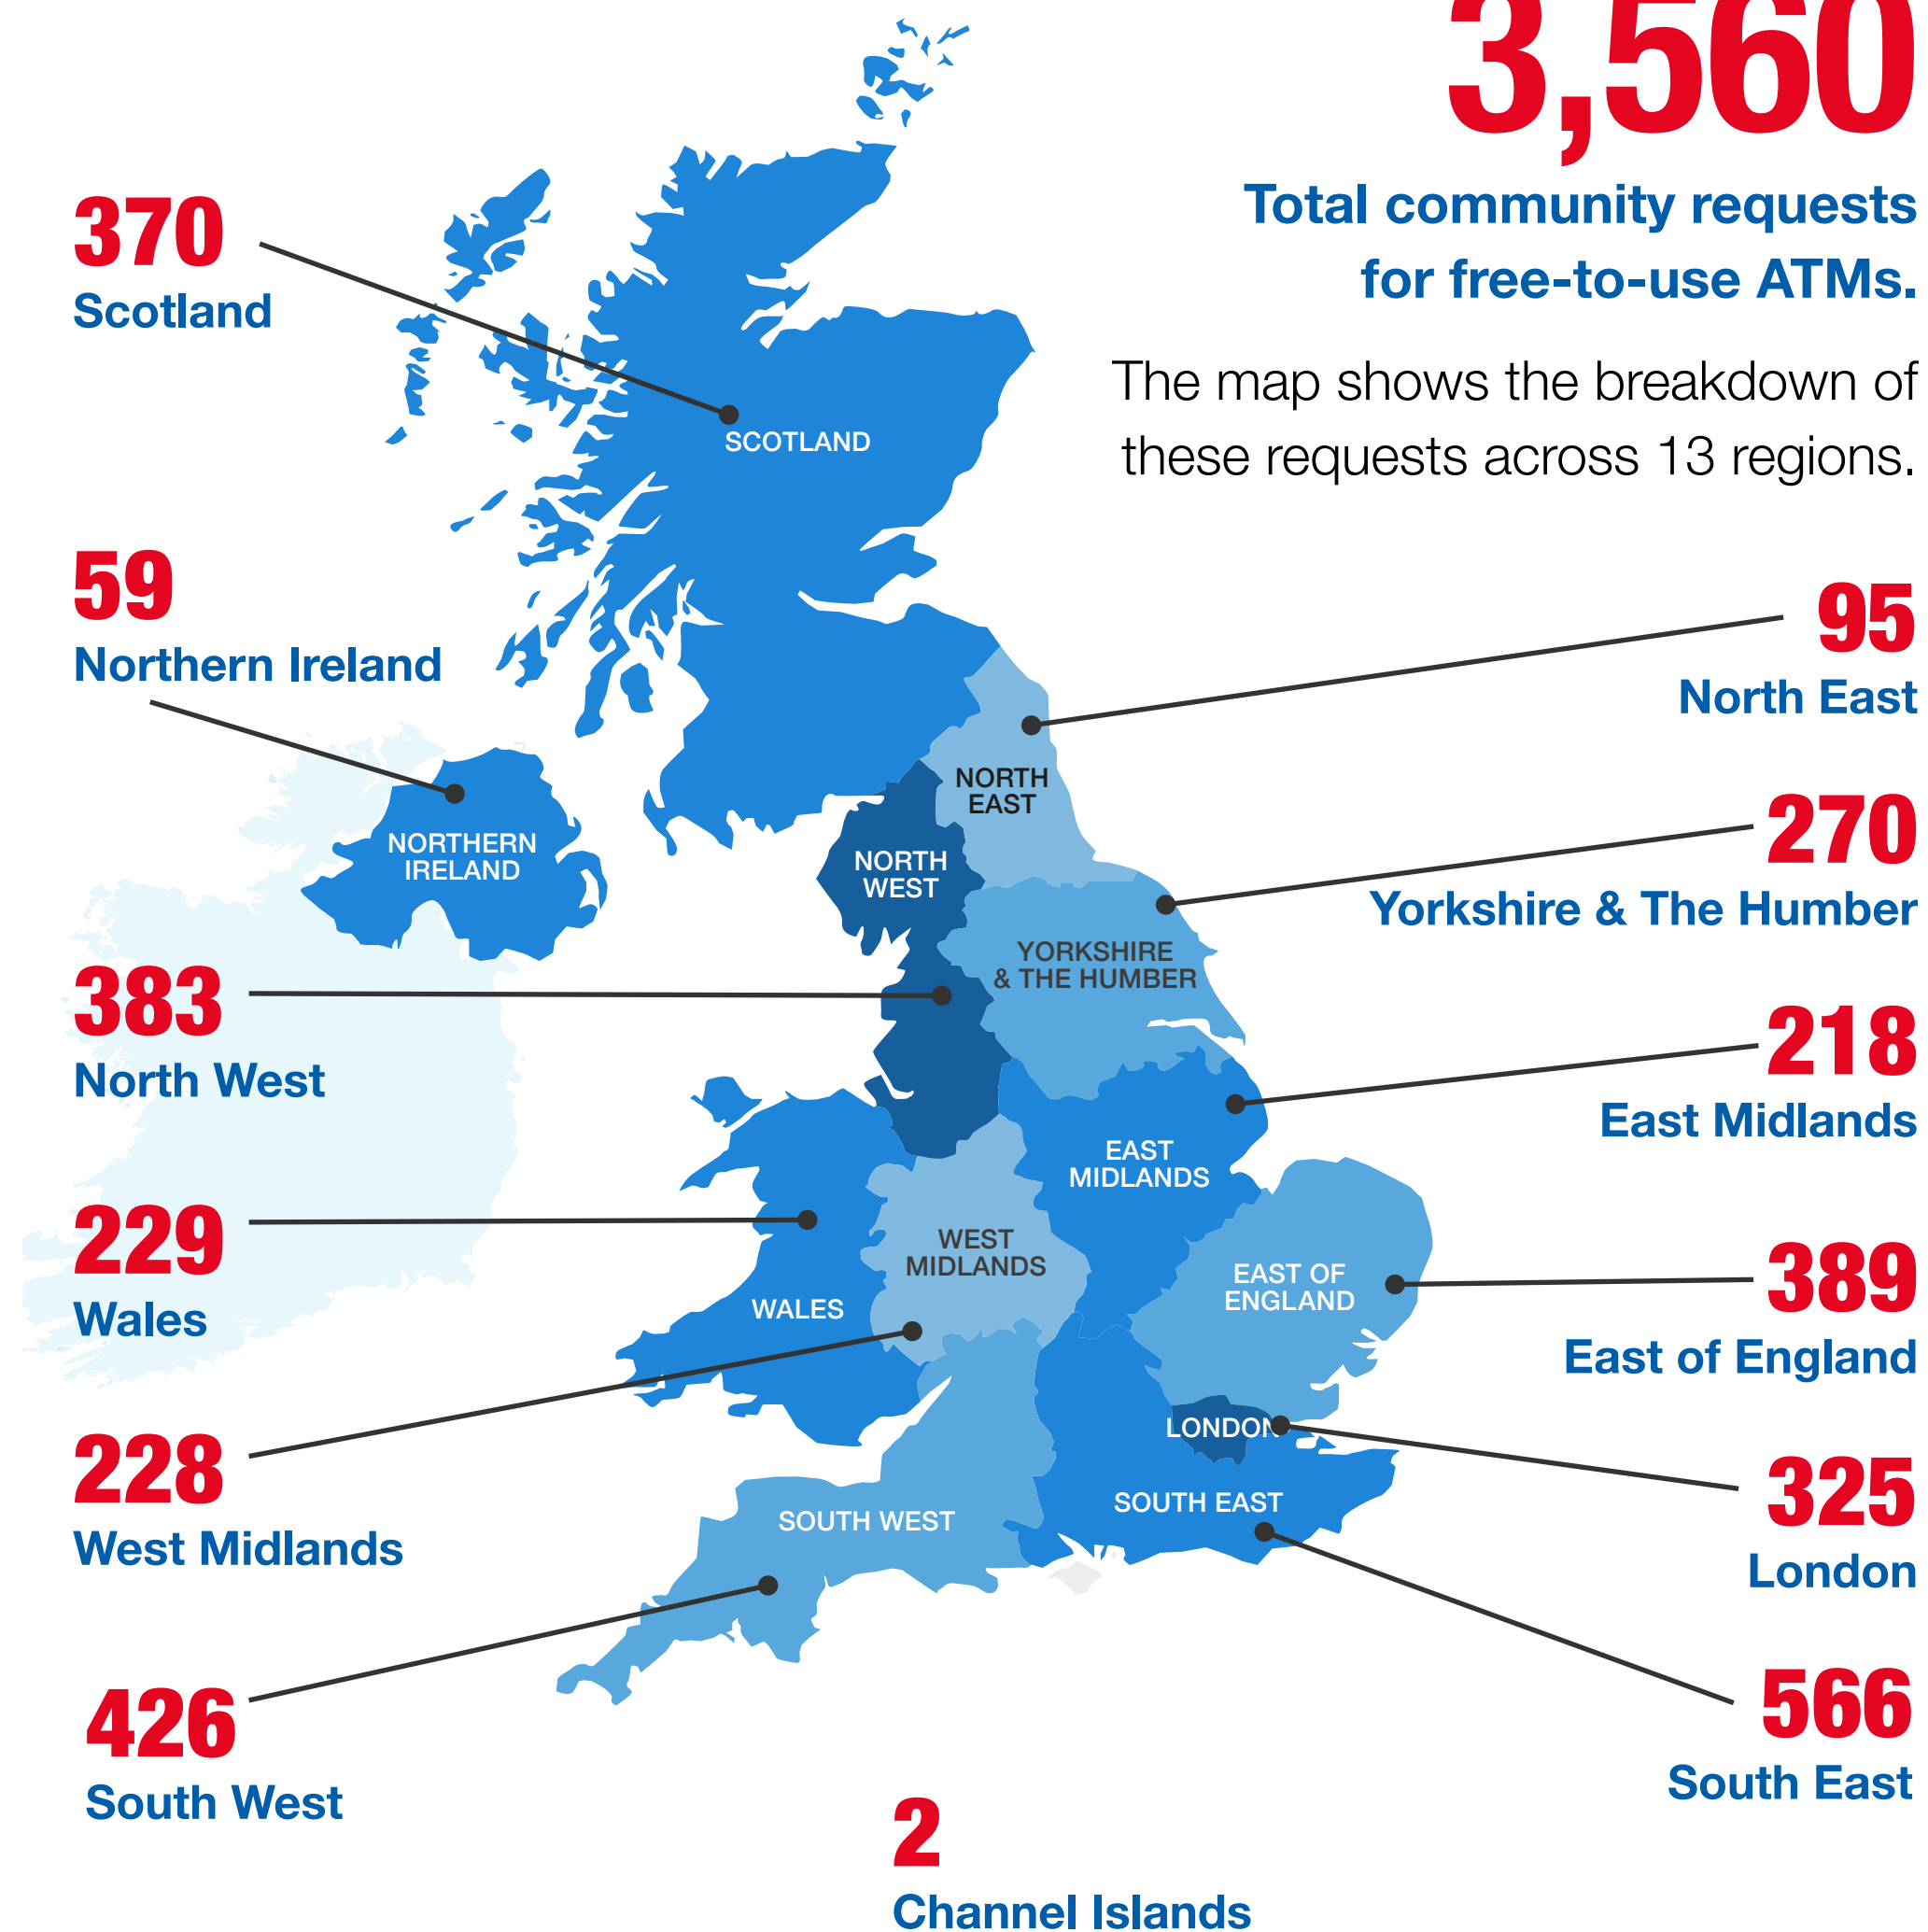 3,560
Total community requests
for free-to-use ATMs.
The map shows the breakdown of
these requests across 13 regions.
370
Scotland
59
Northern Ireland
383
North West
229
Wales
228
West Midlands
426
South West
2
Channel Islands
95
North East
270
Yorkshire & The Humber
218
East Midlands
389
East of England
325
London
566
South East
SCOTLAND
NORTHERN
IRELAND
NORTH
EAST
NORTH
WEST
YORKSHIRE
& THE HUMBER
EAST
MIDLANDS
WEST
MIDLANDS
WALES
EAST OF
ENGLAND
LONDON
SOUTH EAST
SOUTH WEST